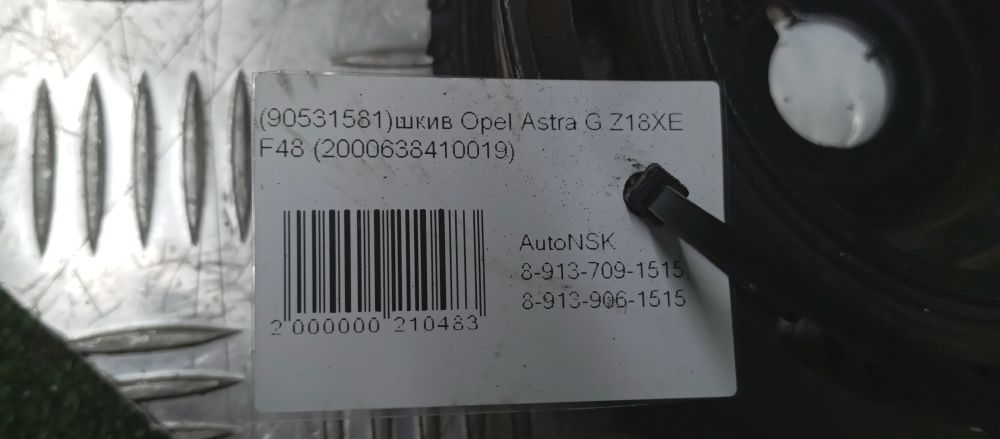 (90531581)шкив Opel Astra G Z18XE
F48 (2000638410019)
AutoNSK
8-913-709-1515
8-913-906-1515
2 000000 210483